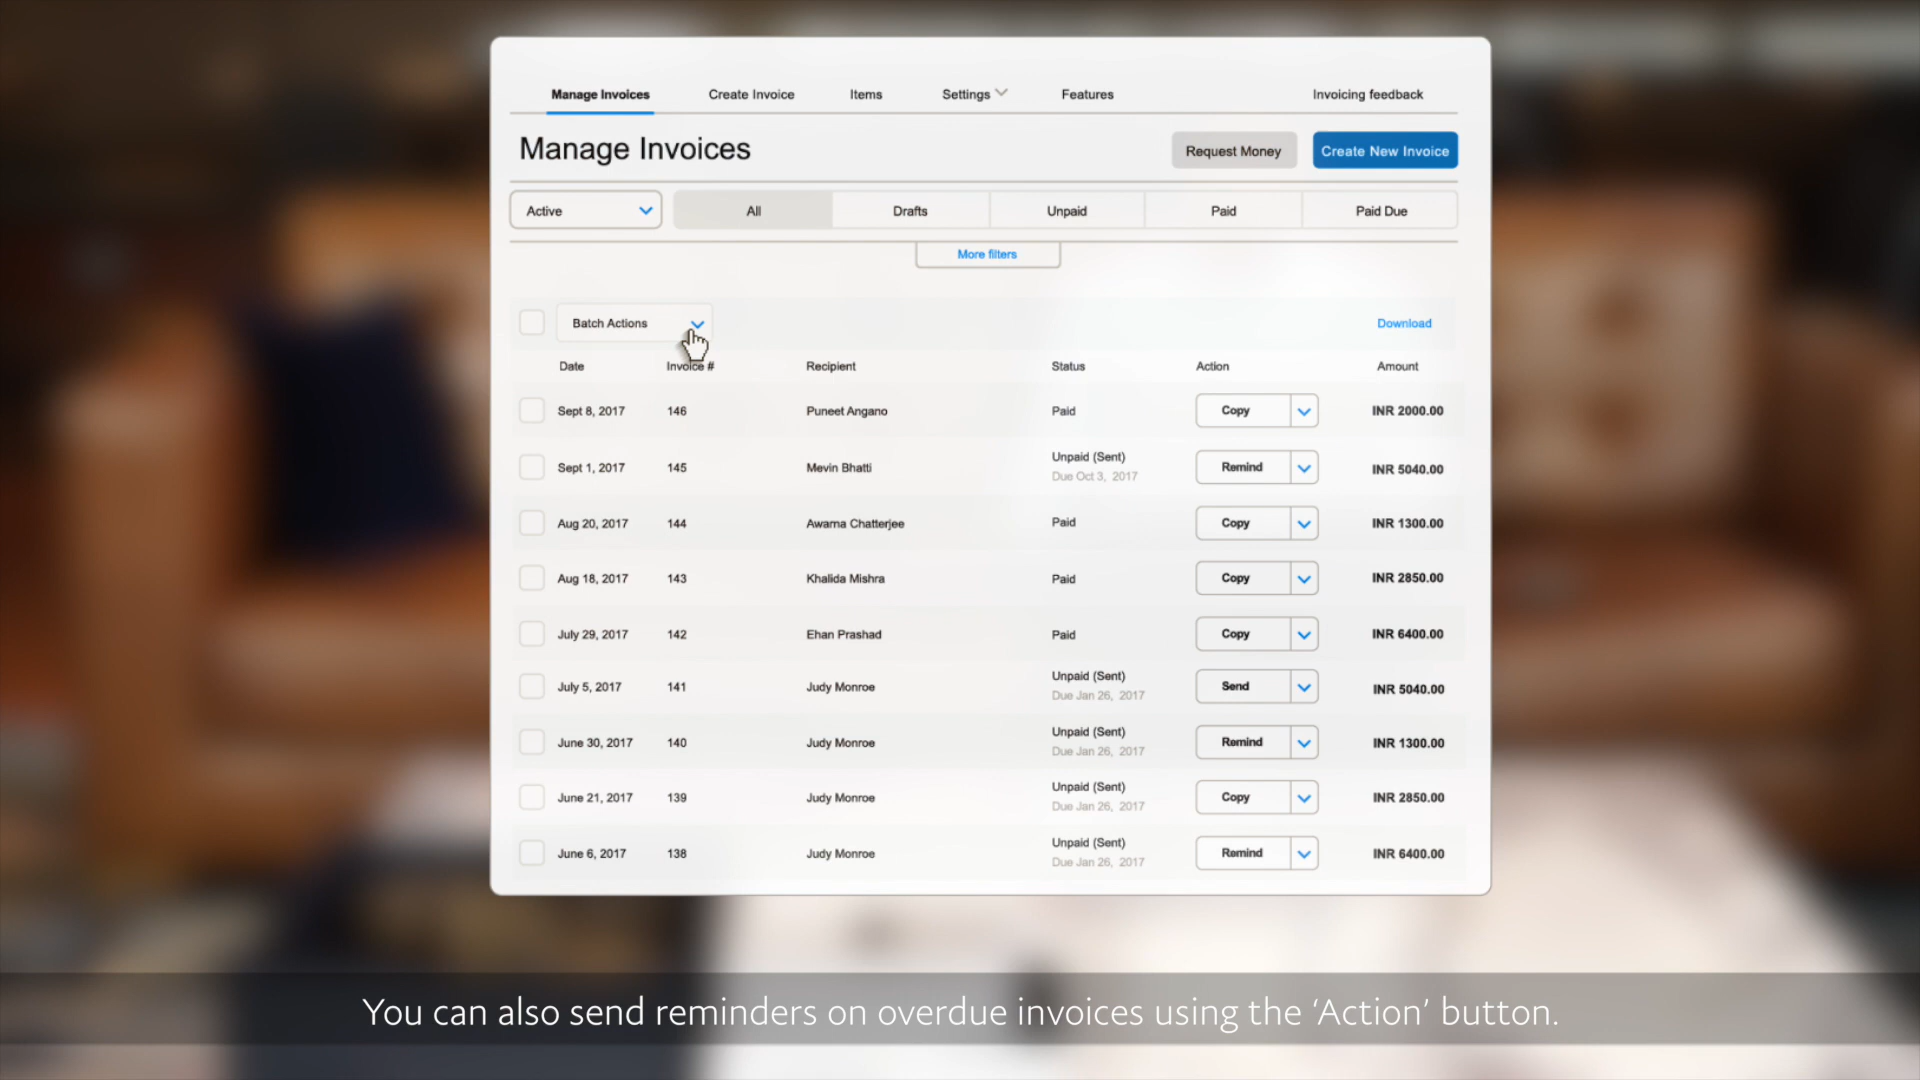 Manage Invoices Create Invoice Items Settings Features Invoicing feedback
Manage Invoices Request Money Create New Invoice
Active All Drafts Unpaid Paid Paid Due
More filters
Batch Actions Download
Date Invoice # Recipient Status Action Amount
Sept 8, 2017 146 Puneet Angano Paid Copy INR 2000.00
Sept 1, 2017 145 Mevin Bhatti Unpaid (Sent) Remind INR 5040.00
Due Oct 3, 2017
Aug 20, 2017 144 Awarna Chatterjee Paid Copy INR 1300.00
Aug 18, 2017 143 Khalida Mishra Paid Copy INR 2850.00
July 29, 2017 142 Ehan Prashad Paid Copy INR 6400.00
July 5, 2017 141 Judy Monroe Unpaid (Sent) Send INR 5040.00
Due Jan 26, 2017
June 30, 2017 140 Judy Monroe Unpaid (Sent) Remind INR 1300.00
Due Jan 26, 2017
June 21, 2017 139 Judy Monroe Unpaid (Sent) Copy INR 2850.00
Due Jan 26, 2017
June 6, 2017 138 Judy Monroe Unpaid (Sent) Remind INR 6400.00
Due Jan 26, 2017
You can also send reminders on overdue invoices using the ‘Action’ button.